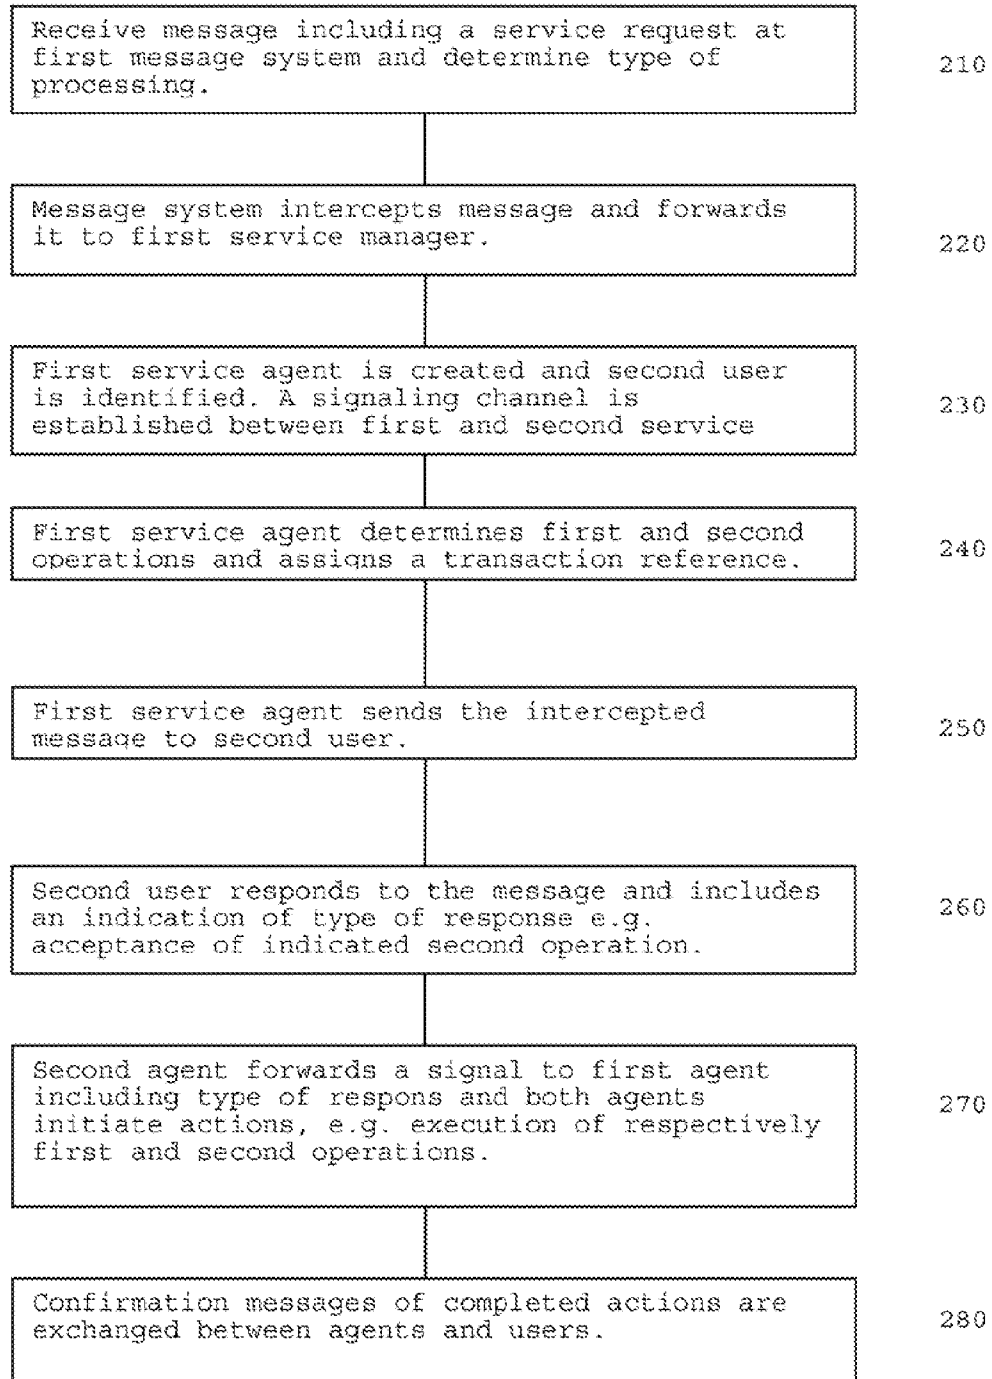 Receive message including a service request at
first message system and determine type of
processing.
210
Message system intercepts message and forwards
it to first service manager.
220
First service agent is created and second user
is identified. A signaling channel is
established between first and second service
230
First service agent determines first and second
operations and assigns a transaction reference.
240
First service agent sends the intercepted
message to second user.
250
Second user responds to the message and includes
an indication of type of response e.g.
acceptance of indicated second operation.
260
Second agent forwards a signal to first agent
including type of respons and both agents
initiate actions, e.g. execution of respectively
first and second operations.
270
Confirmation messages of completed actions are
exchanged between agents and users.
280